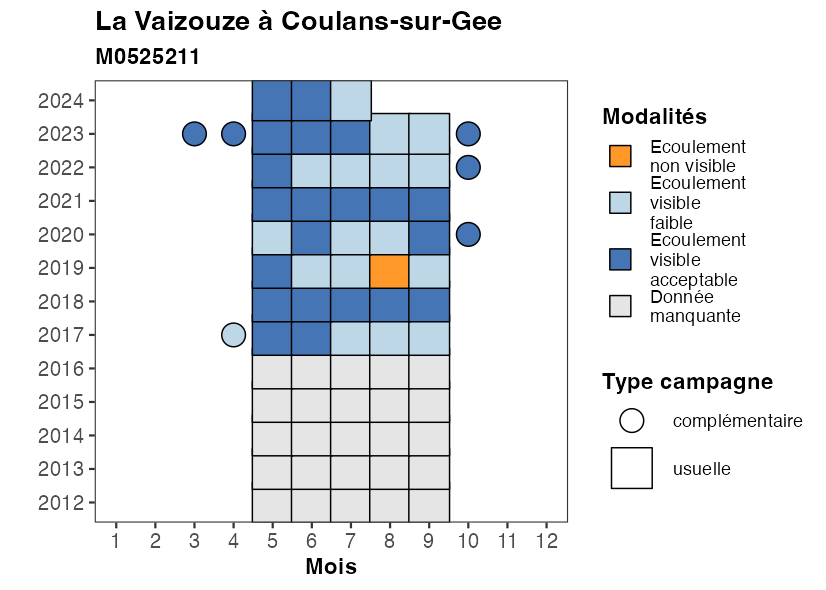 La Vaizouze à Coulans-sur-Gee
M0525211
2024
2023
2022
2021
2020
2019
2018
2017
2016
2015
2014
2013
2012
1 2 3 4 5 6 7 8 9 10 11 12
Mois
Modalités
Ecoulement
non visible
Ecoulement
visible
faible
Ecoulement
visible
acceptable
Donnée
manquante
Type campagne
complémentaire
usuelle